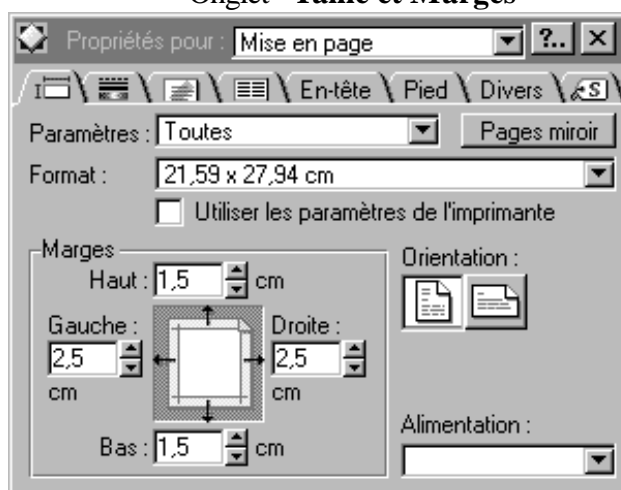 Onglet "Taille et Marges"
Propriétés pour : Mise en page ?..
En-tête Pied Divers S
Paramètres : Toutes Pages miroir
Format : 21,59 x 27,94 cm
Utiliser les paramètres de l'imprimante
Marges
Orientation :
Haut : 1,5 cm
Gauche : Droite :
2,5 2,5
cm cm
Alimentation :
Bas : 1,5 cm